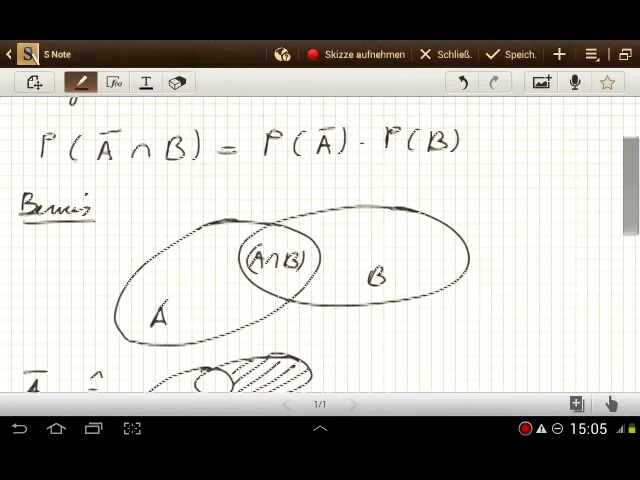 S Note
Skizze aufnehmen
Schließ.
Speich.
f(x)
T
P(A̅ ∩ B) = P(A̅) · P(B)
Beweis
(A∩B)
B
A
A̅ ≙
1/1
15:05